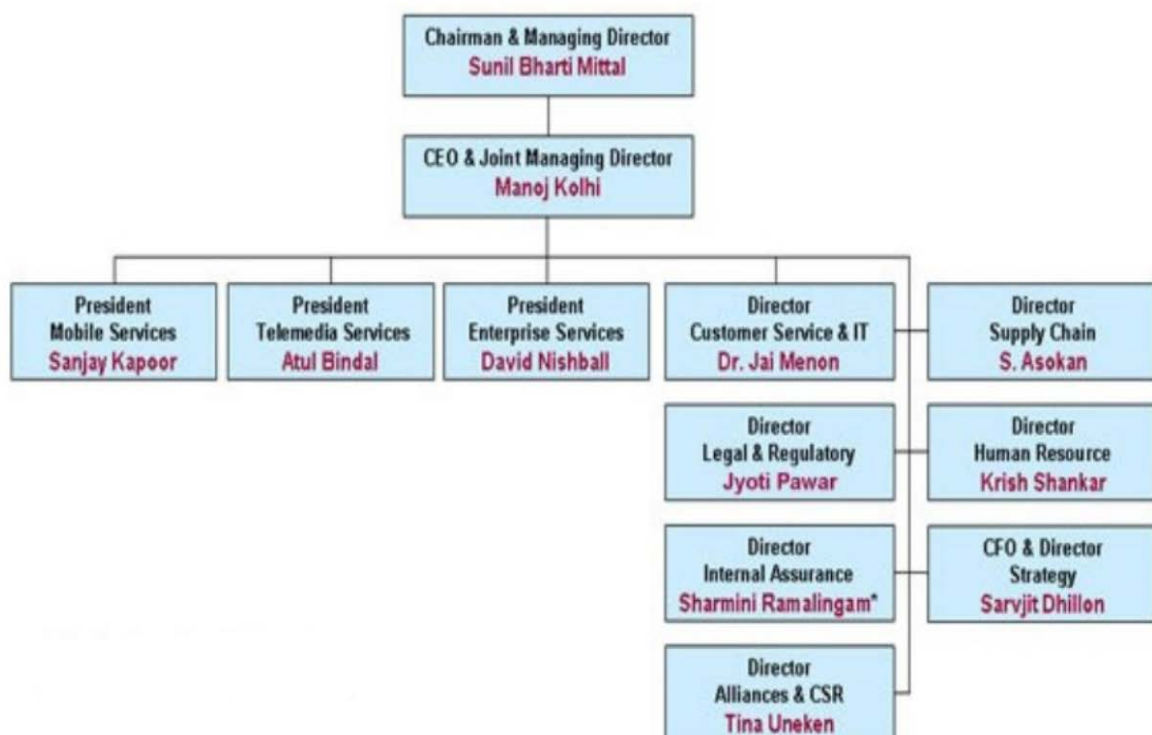 Chairman & Managing Director
Sunil Bharti Mittal
CEO & Joint Managing Director
Manoj Kolhi
President
Mobile Services
Sanjay Kapoor
President
Telemedia Services
Atul Bindal
President
Enterprise Services
David Nishball
Director
Customer Service & IT
Dr. Jai Menon
Director
Supply Chain
S. Asokan
Director
Legal & Regulatory
Jyoti Pawar
Director
Human Resource
Krish Shankar
Director
Internal Assurance
Sharmini Ramalingam*
CFO & Director
Strategy
Sarvjit Dhillon
Director
Alliances & CSR
Tina Uneken